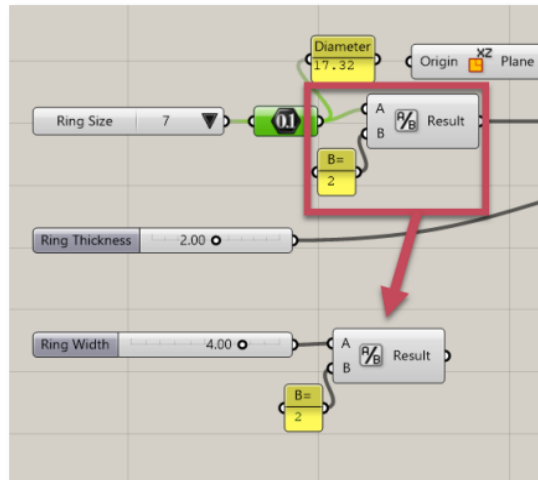 Diameter
17.32
Origin XZ Plane
Ring Size 7
0.1
A A/B Result
B
B=
2
Ring Thickness 2.00
Ring Width 4.00
A A/B Result
B
B=
2